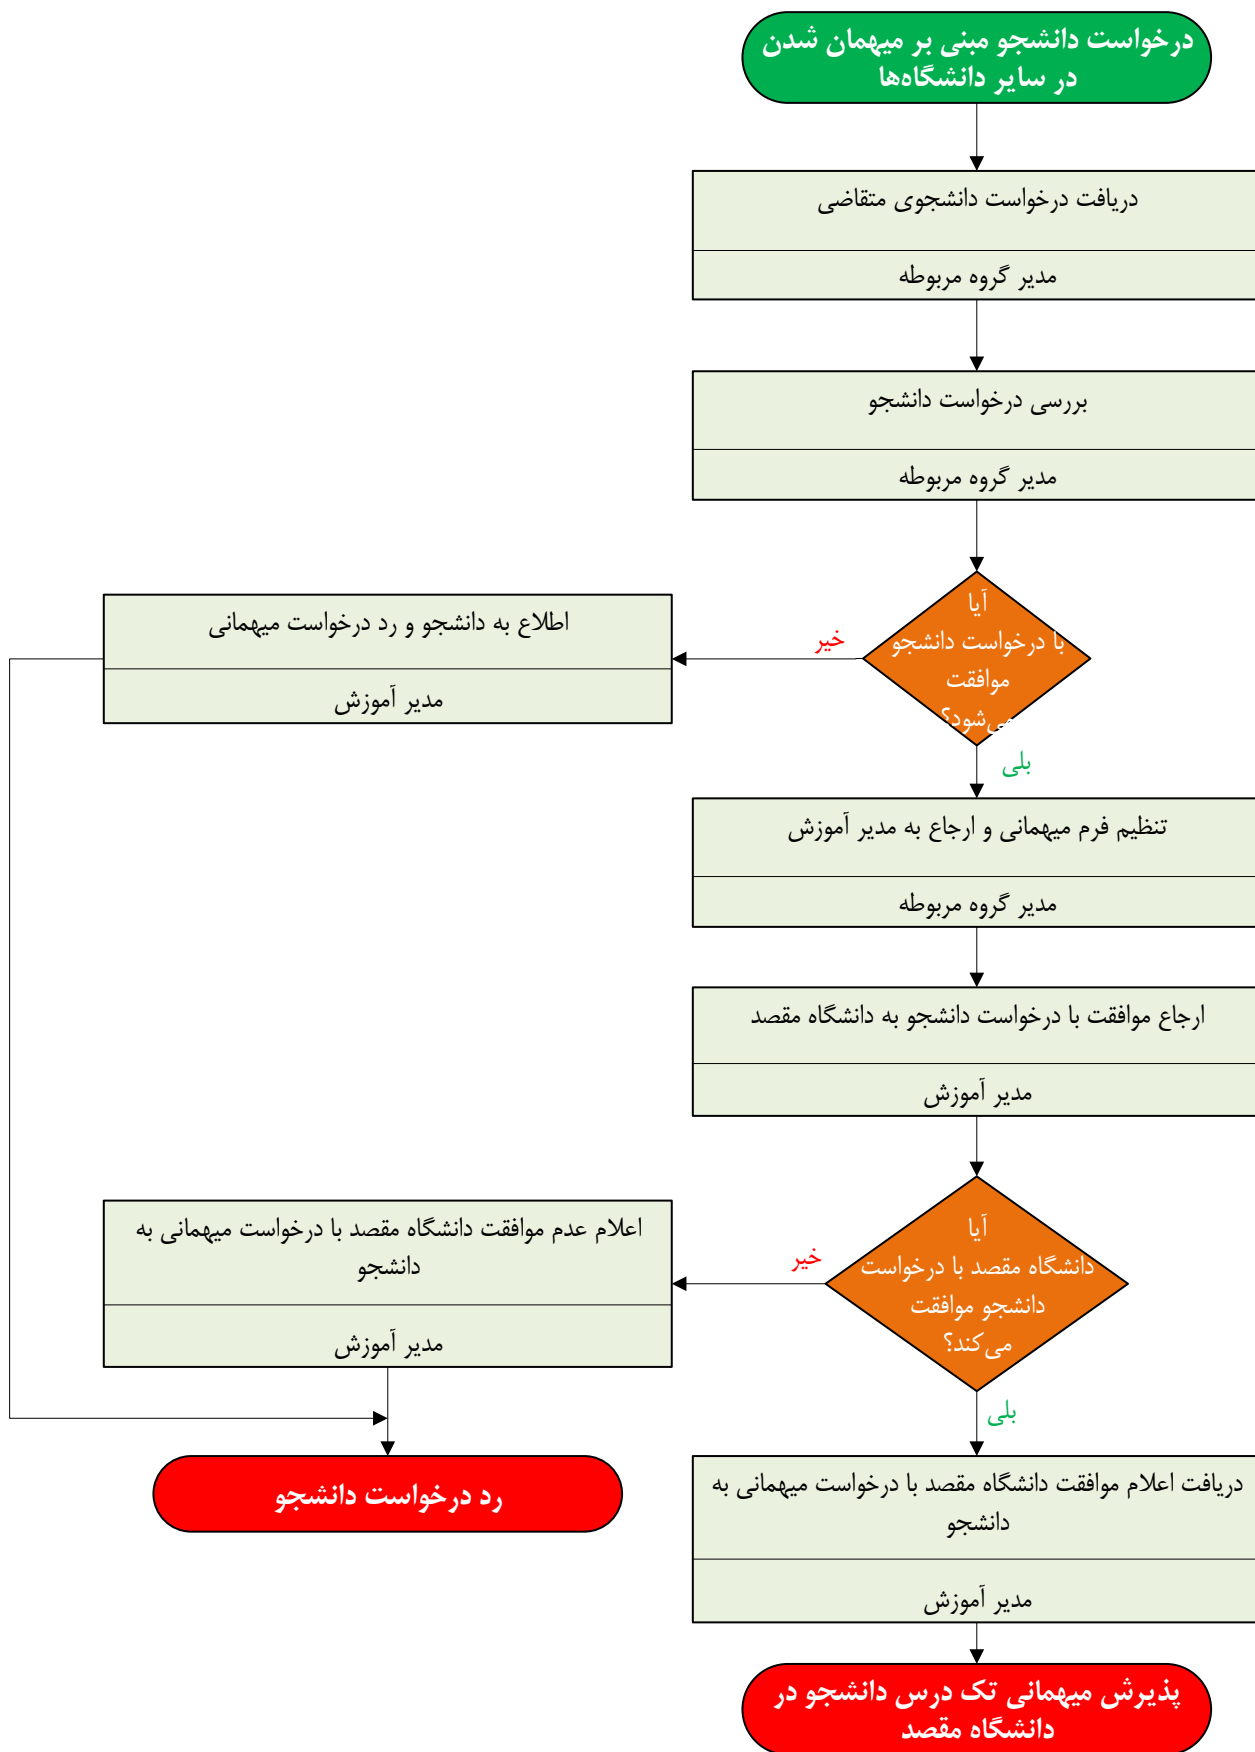 درخواست دانشجو مبنی بر میهمان شدن
در سایر دانشگاه‌ها
دریافت درخواست دانشجوی متقاضی
مدیر گروه مربوطه
بررسی درخواست دانشجو
مدیر گروه مربوطه
آیا
با درخواست دانشجو
موافقت
می‌شود؟
خیر
اطلاع به دانشجو و رد درخواست میهمانی
مدیر آموزش
بلی
تنظیم فرم میهمانی و ارجاع به مدیر آموزش
مدیر گروه مربوطه
ارجاع موافقت با درخواست دانشجو به دانشگاه مقصد
مدیر آموزش
آیا
دانشگاه مقصد با درخواست
دانشجو موافقت
می‌کند؟
خیر
اعلام عدم موافقت دانشگاه مقصد با درخواست میهمانی به
دانشجو
مدیر آموزش
رد درخواست دانشجو
بلی
دریافت اعلام موافقت دانشگاه مقصد با درخواست میهمانی به
دانشجو
مدیر آموزش
پذیرش میهمانی تک درس دانشجو در
دانشگاه مقصد